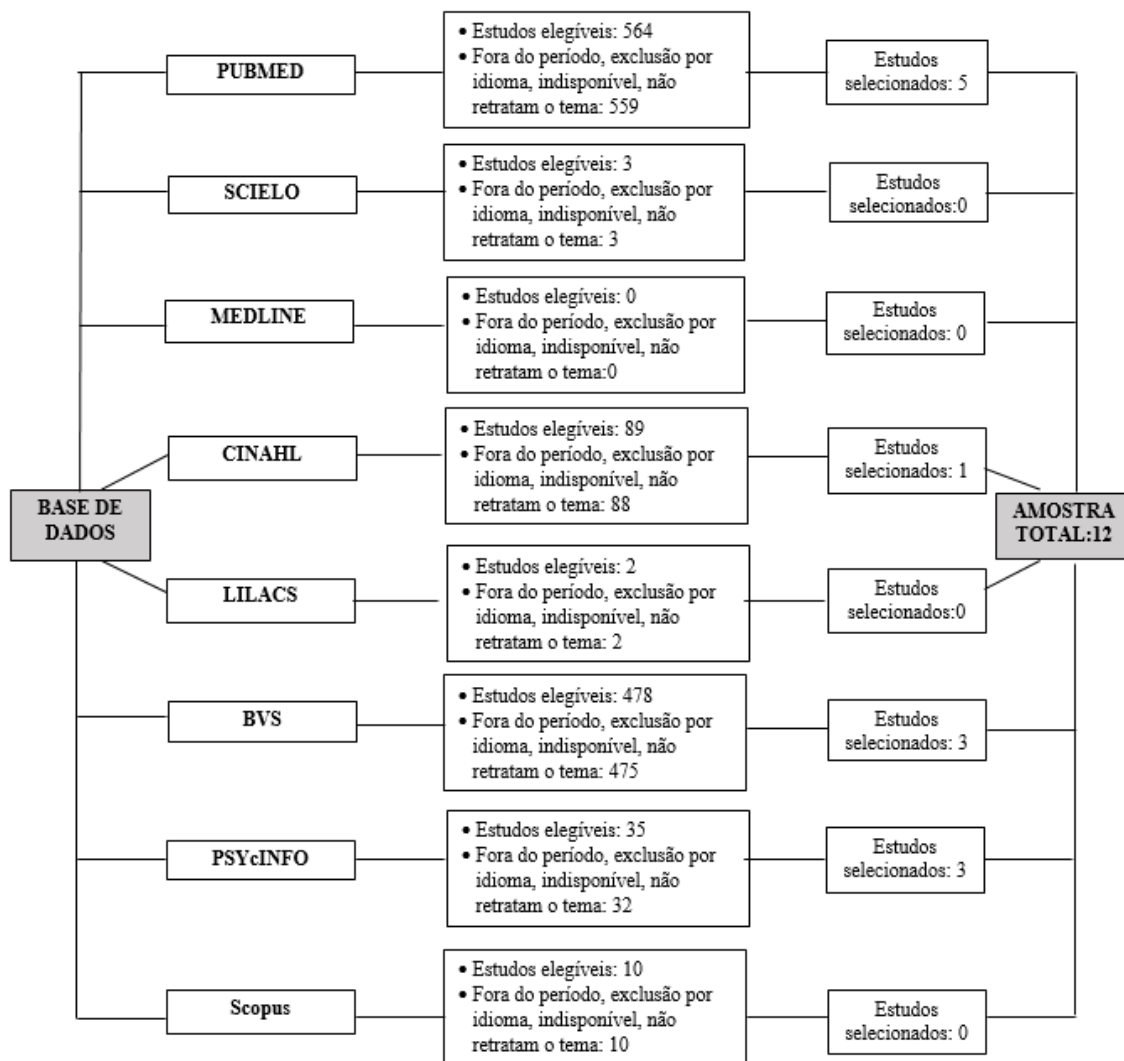 PUBMED
• Estudos elegíveis: 564
• Fora do período, exclusão por
idioma, indisponível, não
retratam o tema: 559
Estudos
selecionados: 5
SCIELO
• Estudos elegíveis: 3
• Fora do período, exclusão por
idioma, indisponível, não
retratam o tema: 3
Estudos
selecionados:0
MEDLINE
• Estudos elegíveis: 0
• Fora do período, exclusão por
idioma, indisponível, não
retratam o tema:0
Estudos
selecionados: 0
CINAHL
• Estudos elegíveis: 89
• Fora do período, exclusão por
idioma, indisponível, não
retratam o tema: 88
Estudos
selecionados: 1
BASE DE
DADOS
AMOSTRA
TOTAL:12
LILACS
• Estudos elegíveis: 2
• Fora do período, exclusão por
idioma, indisponível, não
retratam o tema: 2
Estudos
selecionados:0
BVS
• Estudos elegíveis: 478
• Fora do período, exclusão por
idioma, indisponível, não
retratam o tema: 475
Estudos
selecionados: 3
PSYcINFO
• Estudos elegíveis: 35
• Fora do período, exclusão por
idioma, indisponível, não
retratam o tema: 32
Estudos
selecionados: 3
Scopus
• Estudos elegíveis: 10
• Fora do período, exclusão por
idioma, indisponível, não
retratam o tema: 10
Estudos
selecionados: 0